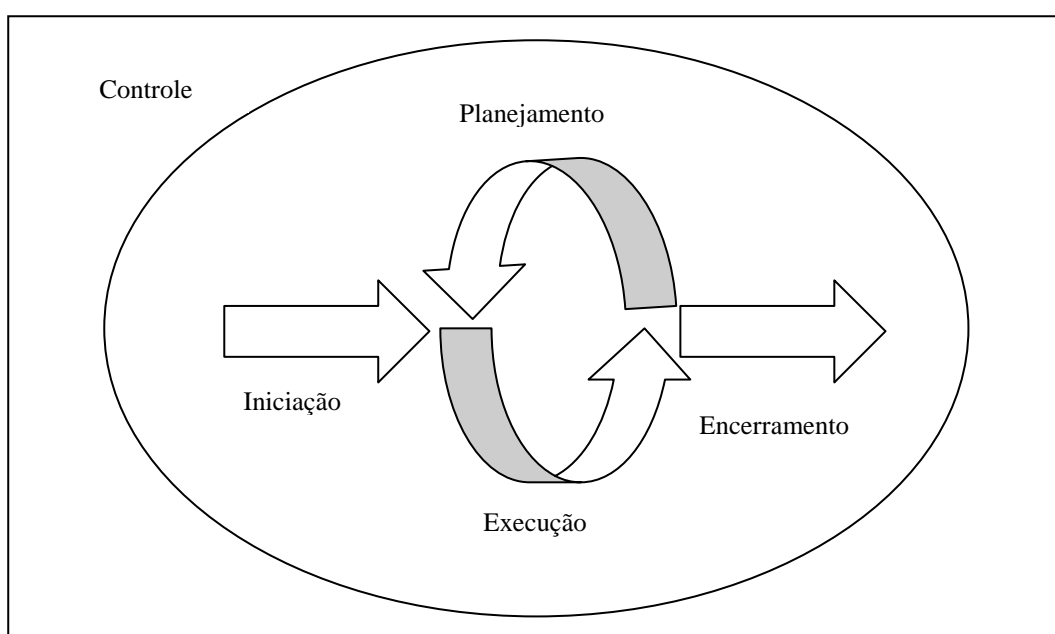 Controle
Planejamento
Iniciação
Encerramento
Execução